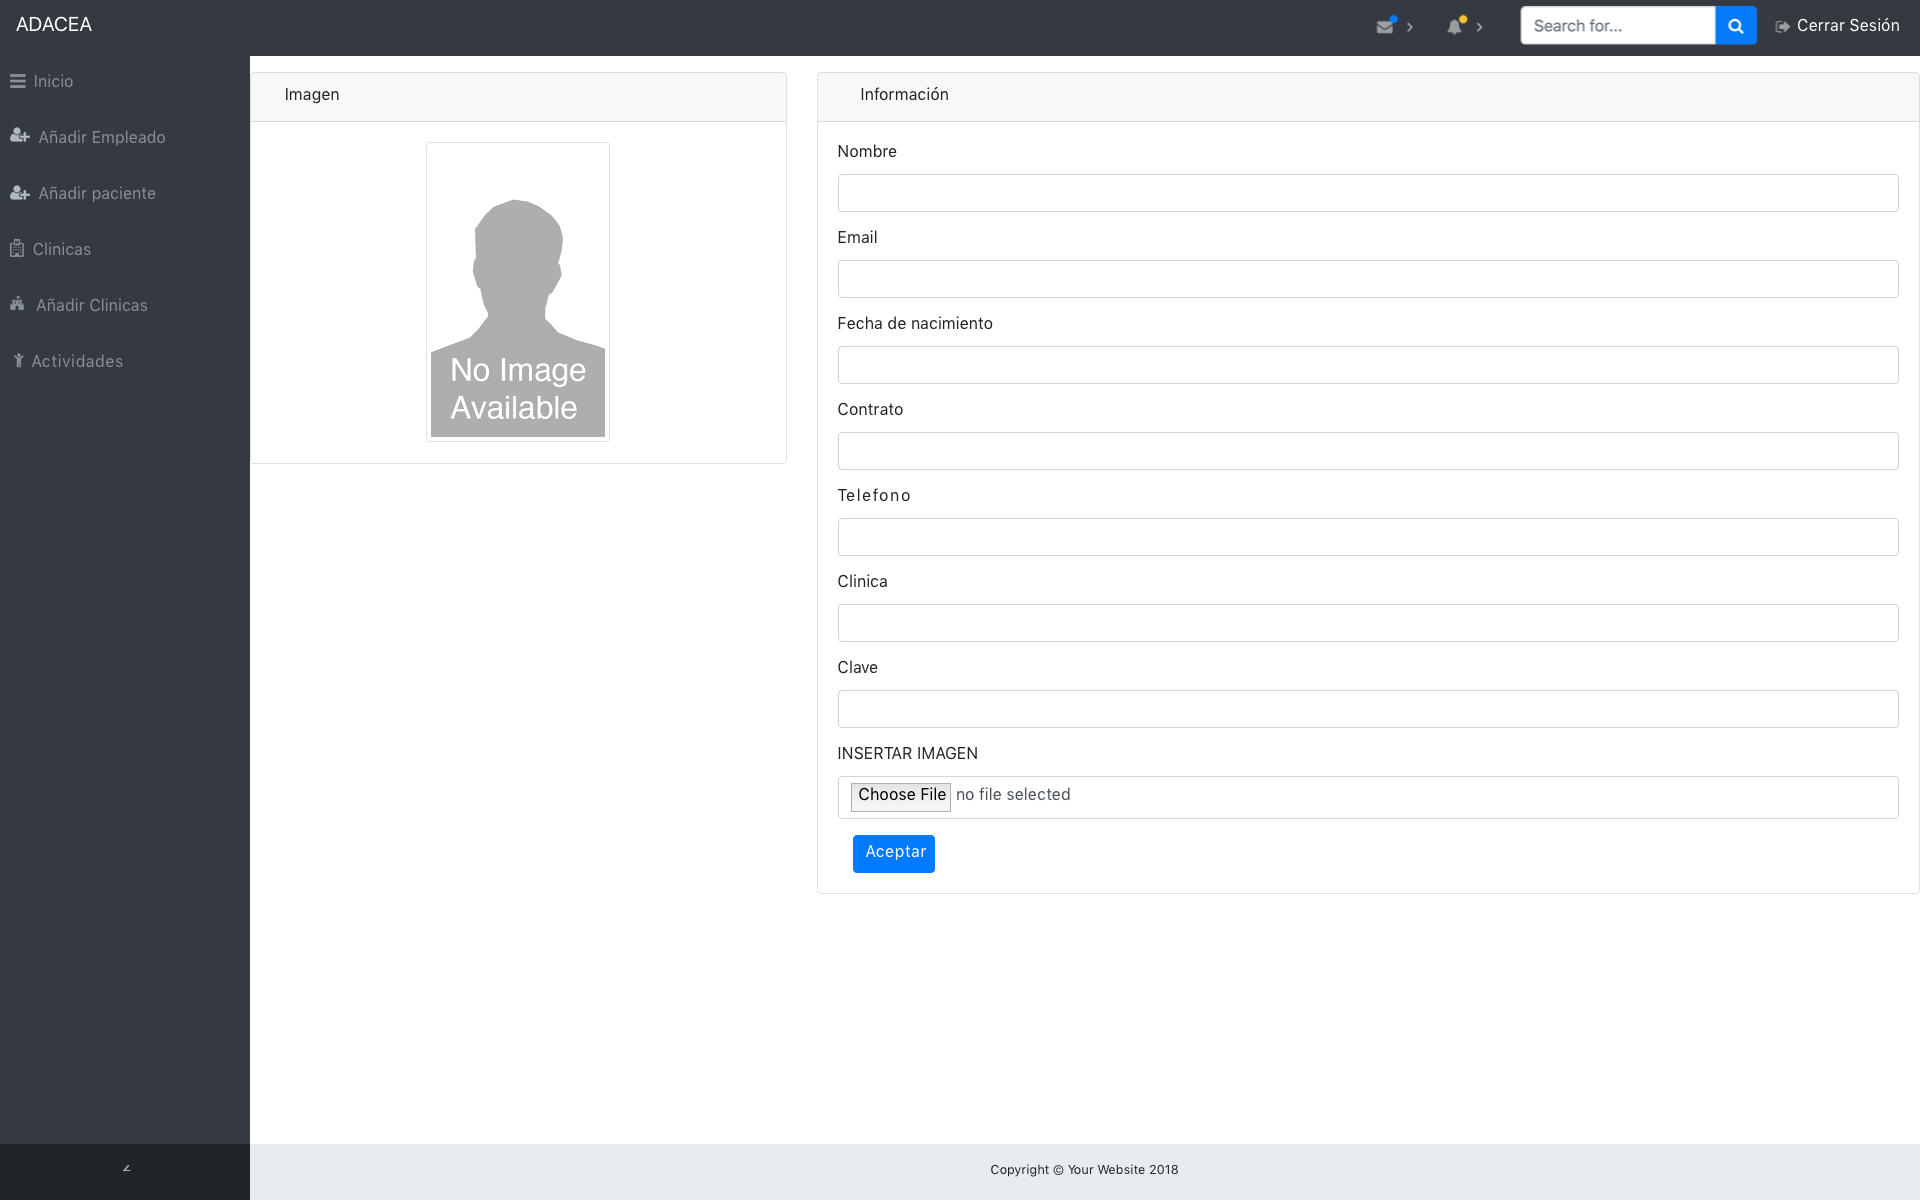 ADACEA
Search for...
Cerrar Sesión
Inicio
Añadir Empleado
Añadir paciente
Clinicas
Añadir Clinicas
Actividades
Imagen
No Image
Available
Información
Nombre
Email
Fecha de nacimiento
Contrato
Telefono
Clinica
Clave
INSERTAR IMAGEN
Choose File no file selected
Aceptar
Copyright © Your Website 2018